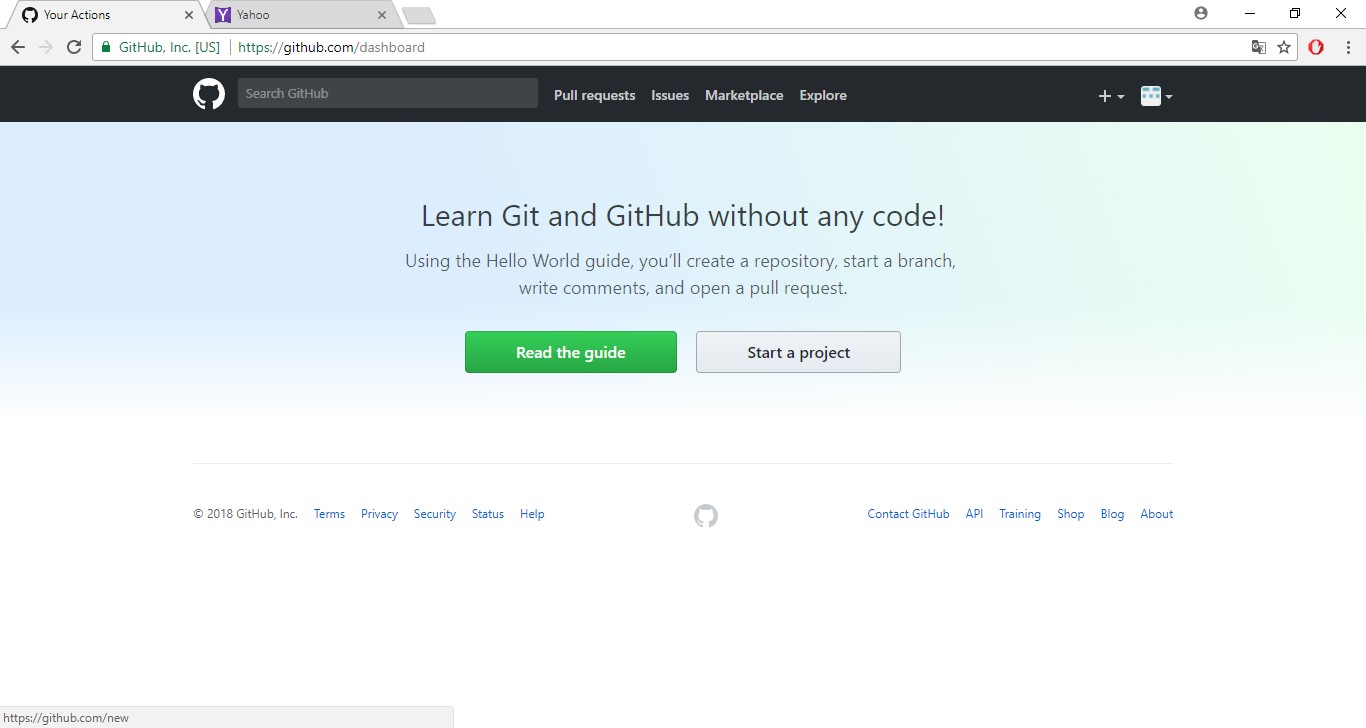 Your Actions
Yahoo
GitHub, Inc. [US] https://github.com/dashboard
Search GitHub Pull requests Issues Marketplace Explore
Learn Git and GitHub without any code!
Using the Hello World guide, you’ll create a repository, start a branch,
write comments, and open a pull request.
Read the guide Start a project
© 2018 GitHub, Inc. Terms Privacy Security Status Help Contact GitHub API Training Shop Blog About
https://github.com/new